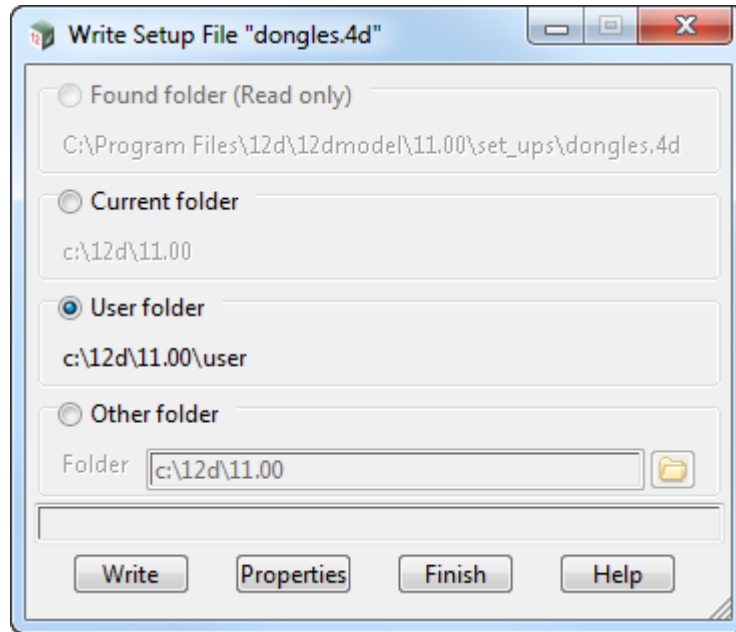 Write Setup File "dongles.4d"
Found folder (Read only)
C:\Program Files\12d\12dmodel\11.00\set_ups\dongles.4d
Current folder
c:\12d\11.00
User folder
c:\12d\11.00\user
Other folder
Folder c:\12d\11.00
Write Properties Finish Help